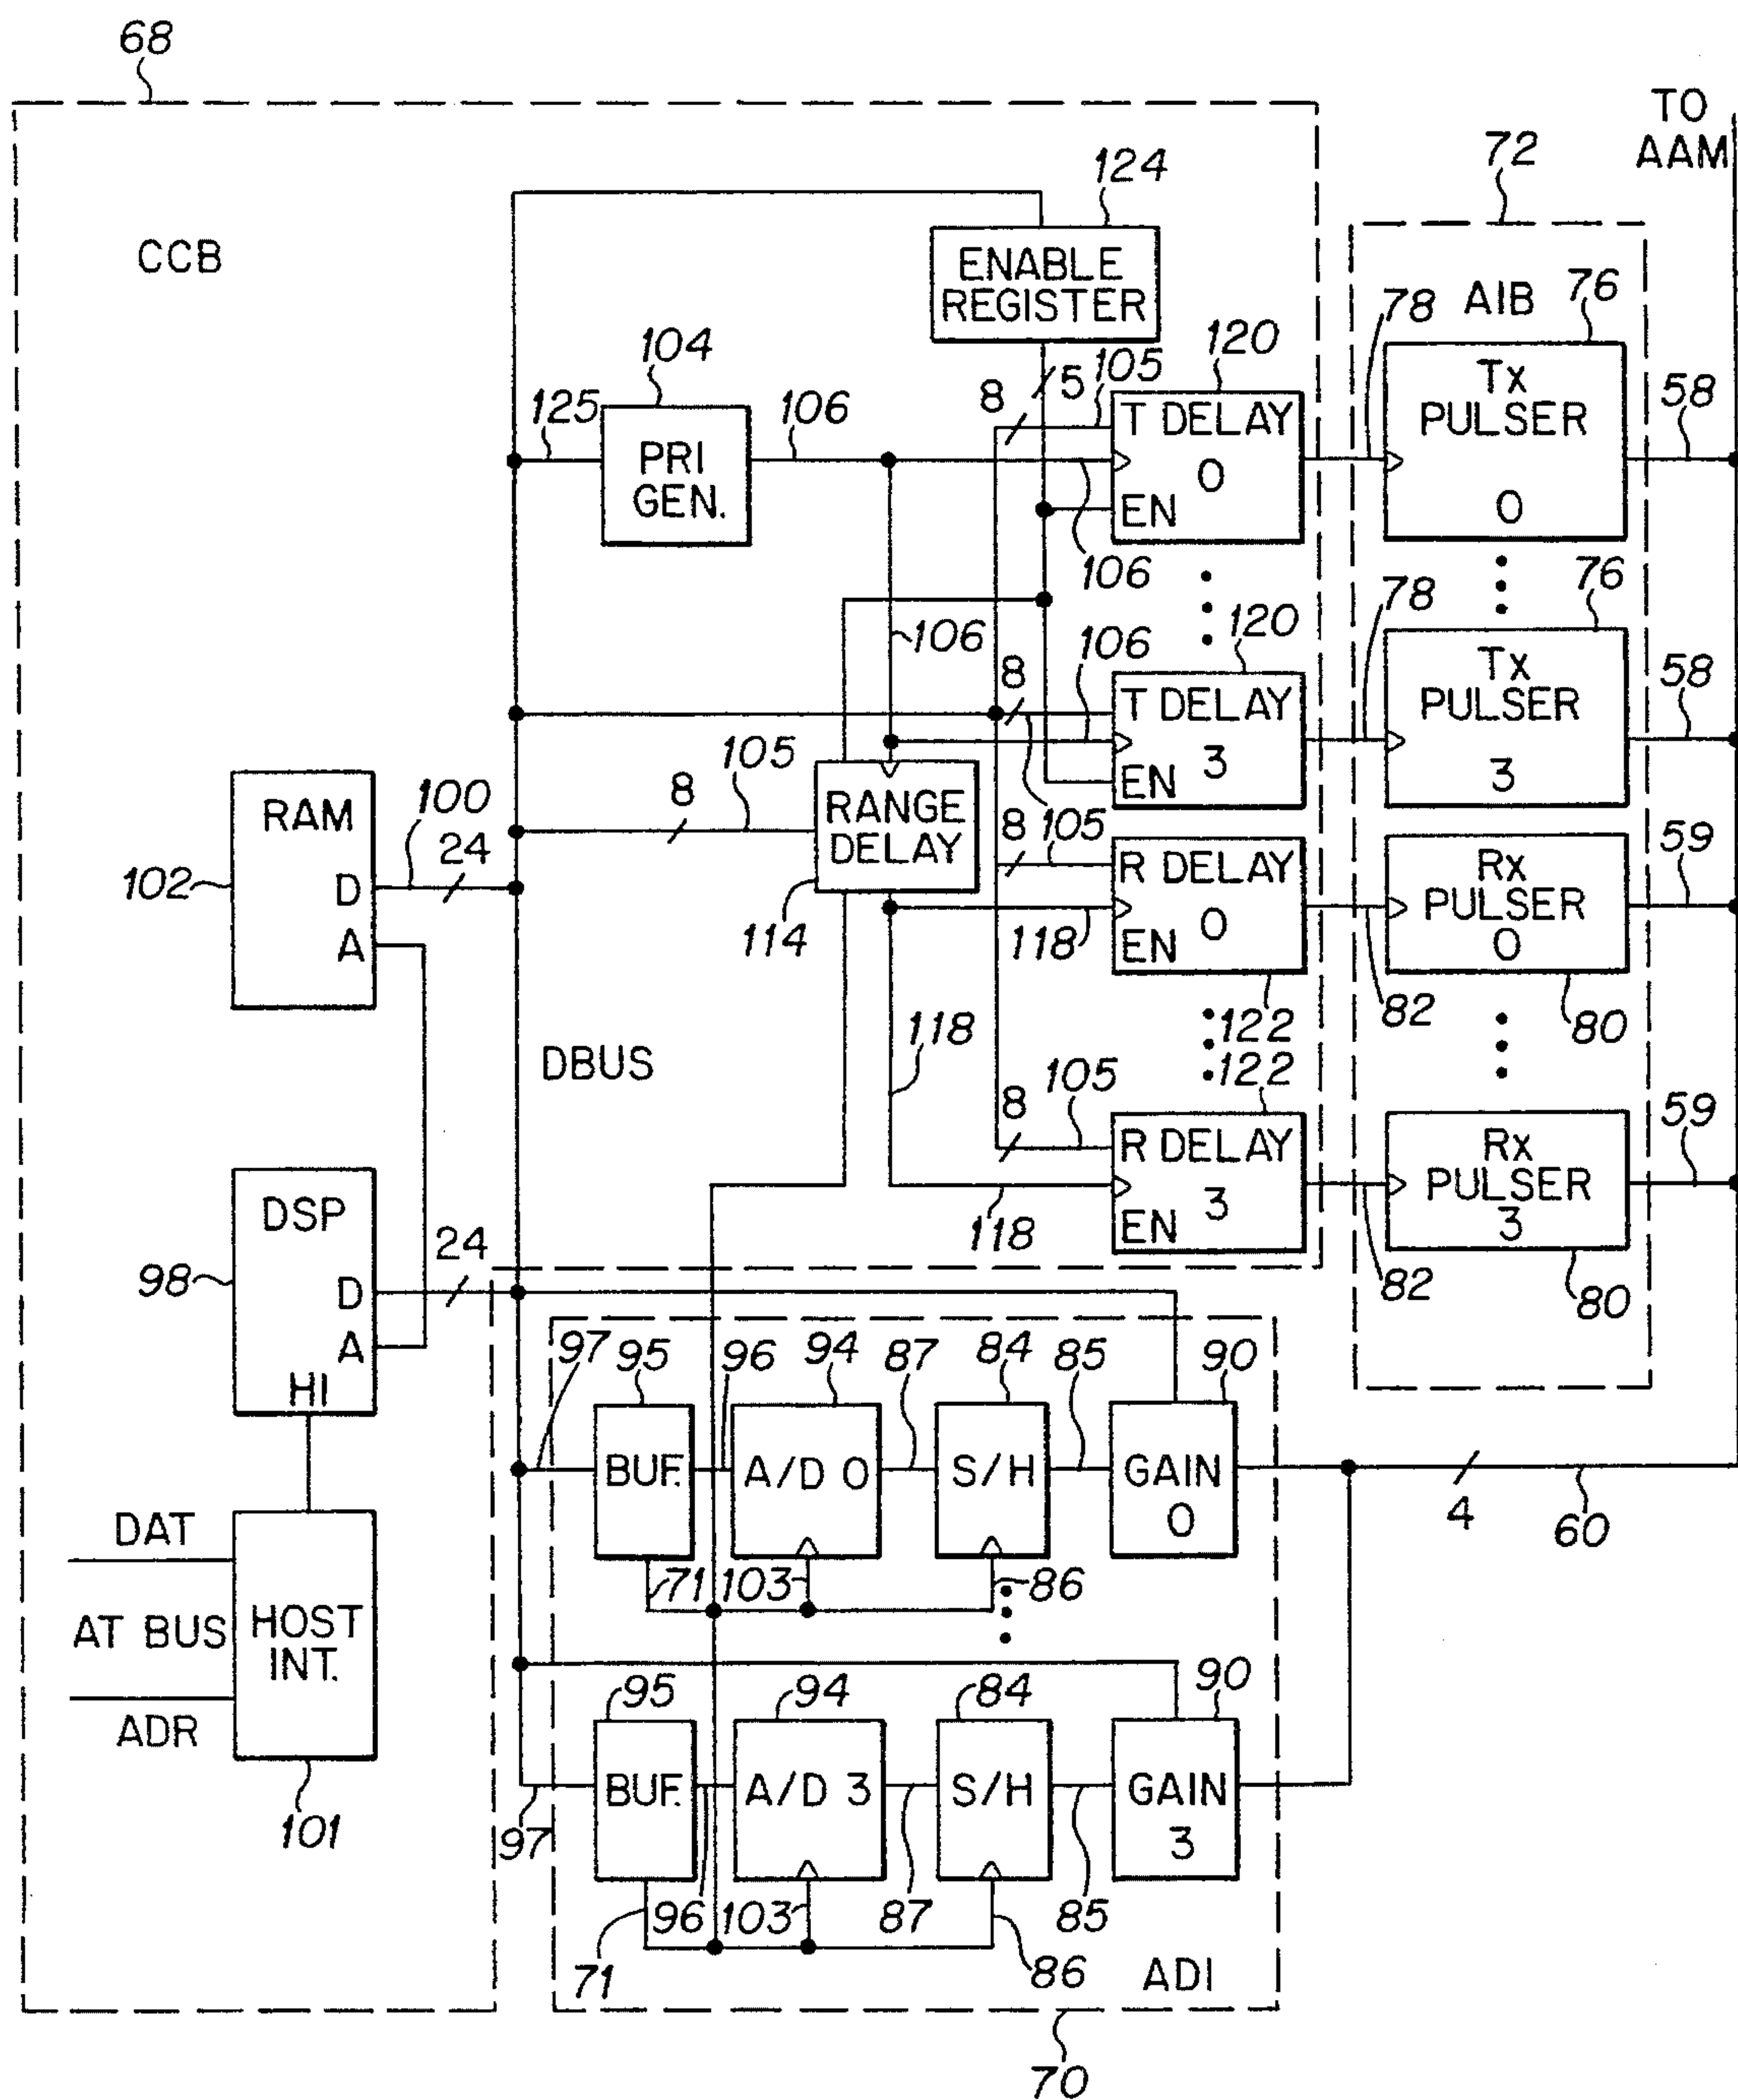 68
TO
AAM
72
124
CCB
ENABLE
REGISTER
AIB
76
78
104
120
Tx
PULSER
0
58
125
106
8
5
105
T DELAY
0
EN
PRI
GEN.
106
76
78
120
106
106
8
T DELAY
3
EN
Tx
PULSER
3
58
105
RAM
D
A
100
24
8
105
RANGE
DELAY
8
105
R DELAY
0
EN
Rx
PULSER
0
59
102
114
118
82
80
122
122
DBUS
118
8
105
R DELAY
3
EN
Rx
PULSER
3
59
118
82
80
DSP
D
A
HI
98
24
97
95
96
94
87
84
85
90
BUF.
A/D 0
S/H
GAIN
0
4
60
71
103
86
DAT
AT BUS
ADR
HOST
INT.
101
95
94
84
90
BUF.
A/D 3
S/H
GAIN
3
97
96
103
87
85
71
86
ADI
70